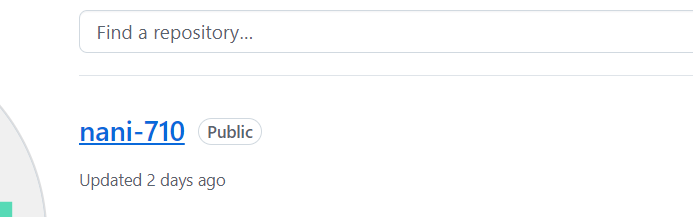 Find a repository...
nani-710 Public
Updated 2 days ago